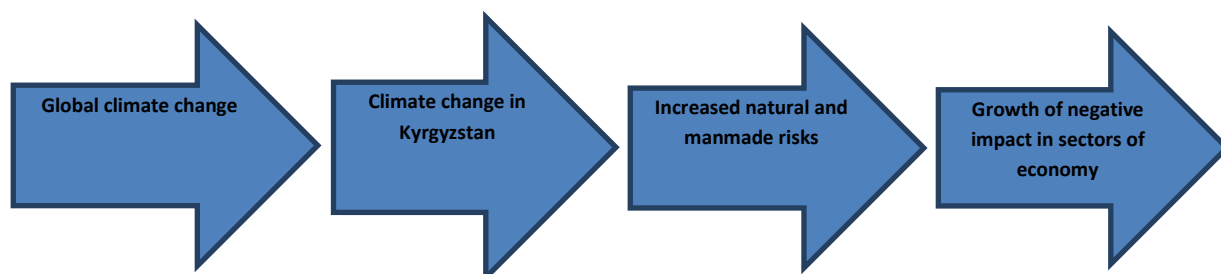 Global climate change
Climate change in
Kyrgyzstan
Increased natural and
manmade risks
Growth of negative
impact in sectors of
economy